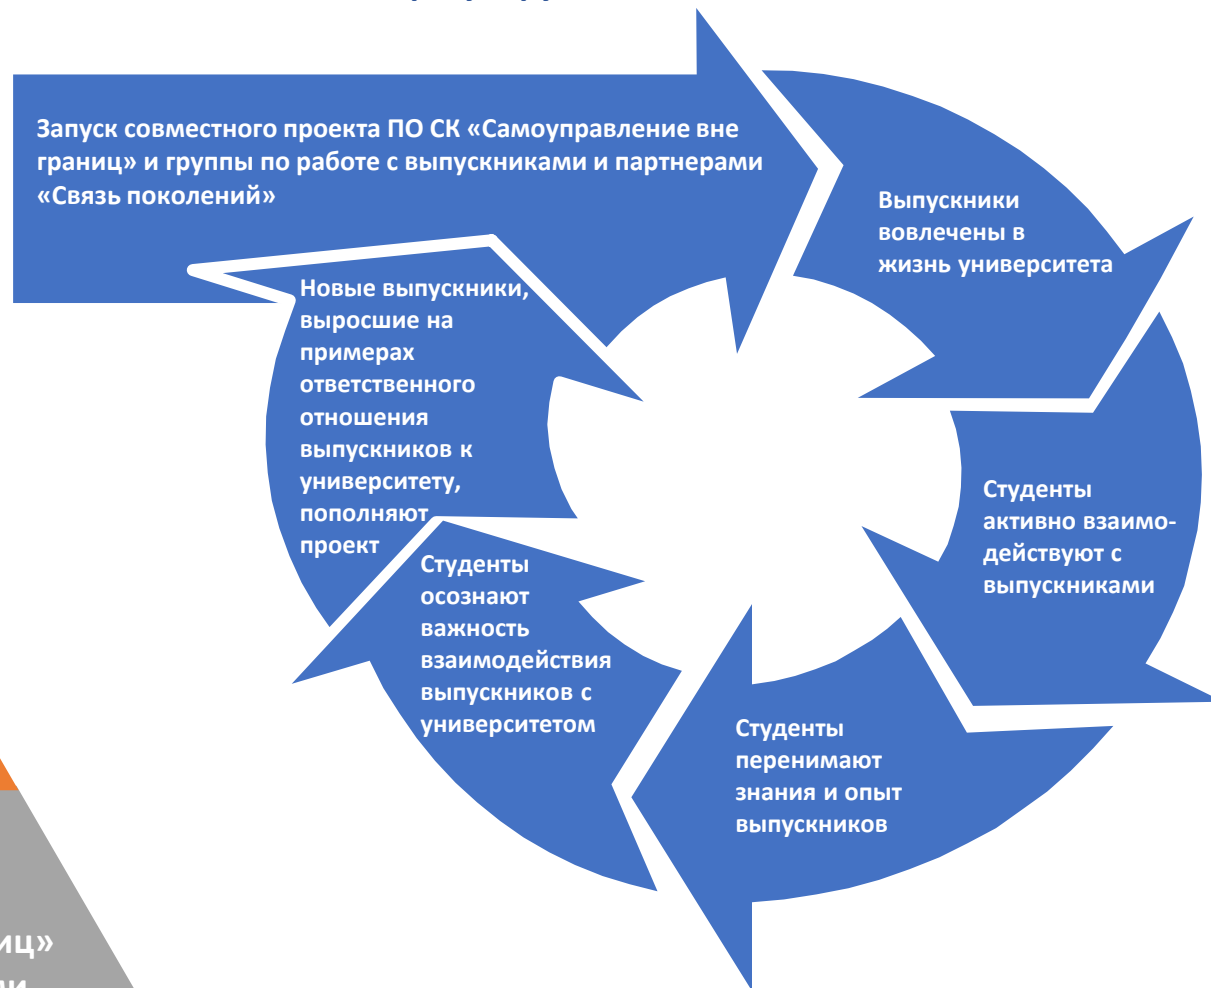 Запуск совместного проекта ПО СК «Самоуправление вне
границ» и группы по работе с выпускниками и партнерами
«Связь поколений»
Выпускники
вовлечены в
жизнь университета
Студенты
активно взаимо-
действуют с
выпускниками
Студенты
перенимают
знания и опыт
выпускников
Студенты
осознают
важность
взаимодействия
выпускников с
университетом
Новые выпускники,
выросшие на
примерах
ответственного
отношения
выпускников к
университету,
пополняют
проект